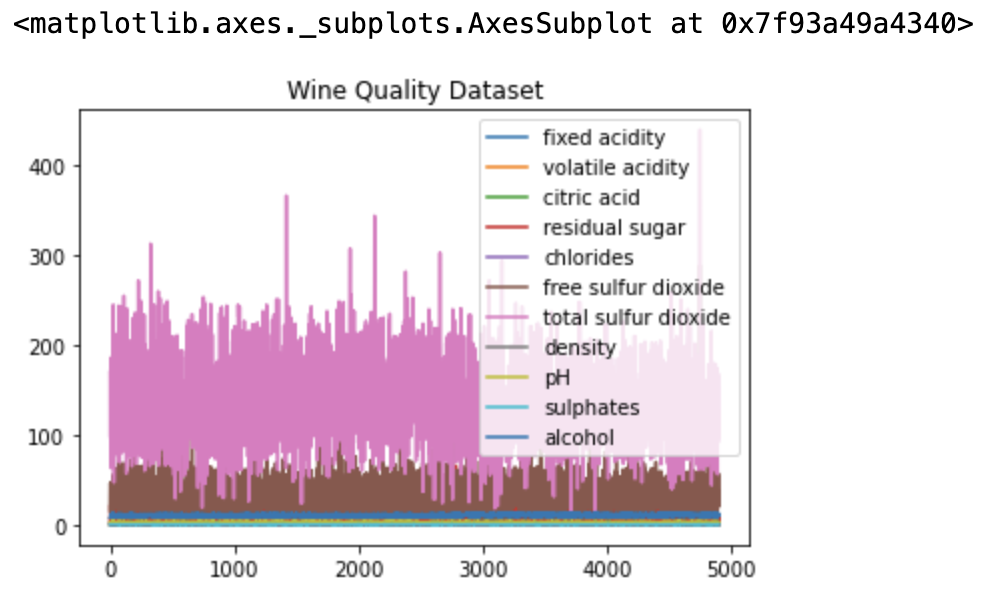 <matplotlib.axes._subplots.AxesSubplot at 0x7f93a49a4340>
Wine Quality Dataset
fixed acidity
volatile acidity
citric acid
residual sugar
chlorides
free sulfur dioxide
total sulfur dioxide
density
pH
sulphates
alcohol
400
300
200
100
0
0 1000 2000 3000 4000 5000